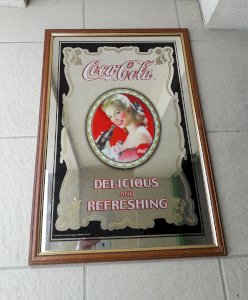 Coca-Cola
DELICIOUS
AND
REFRESHING